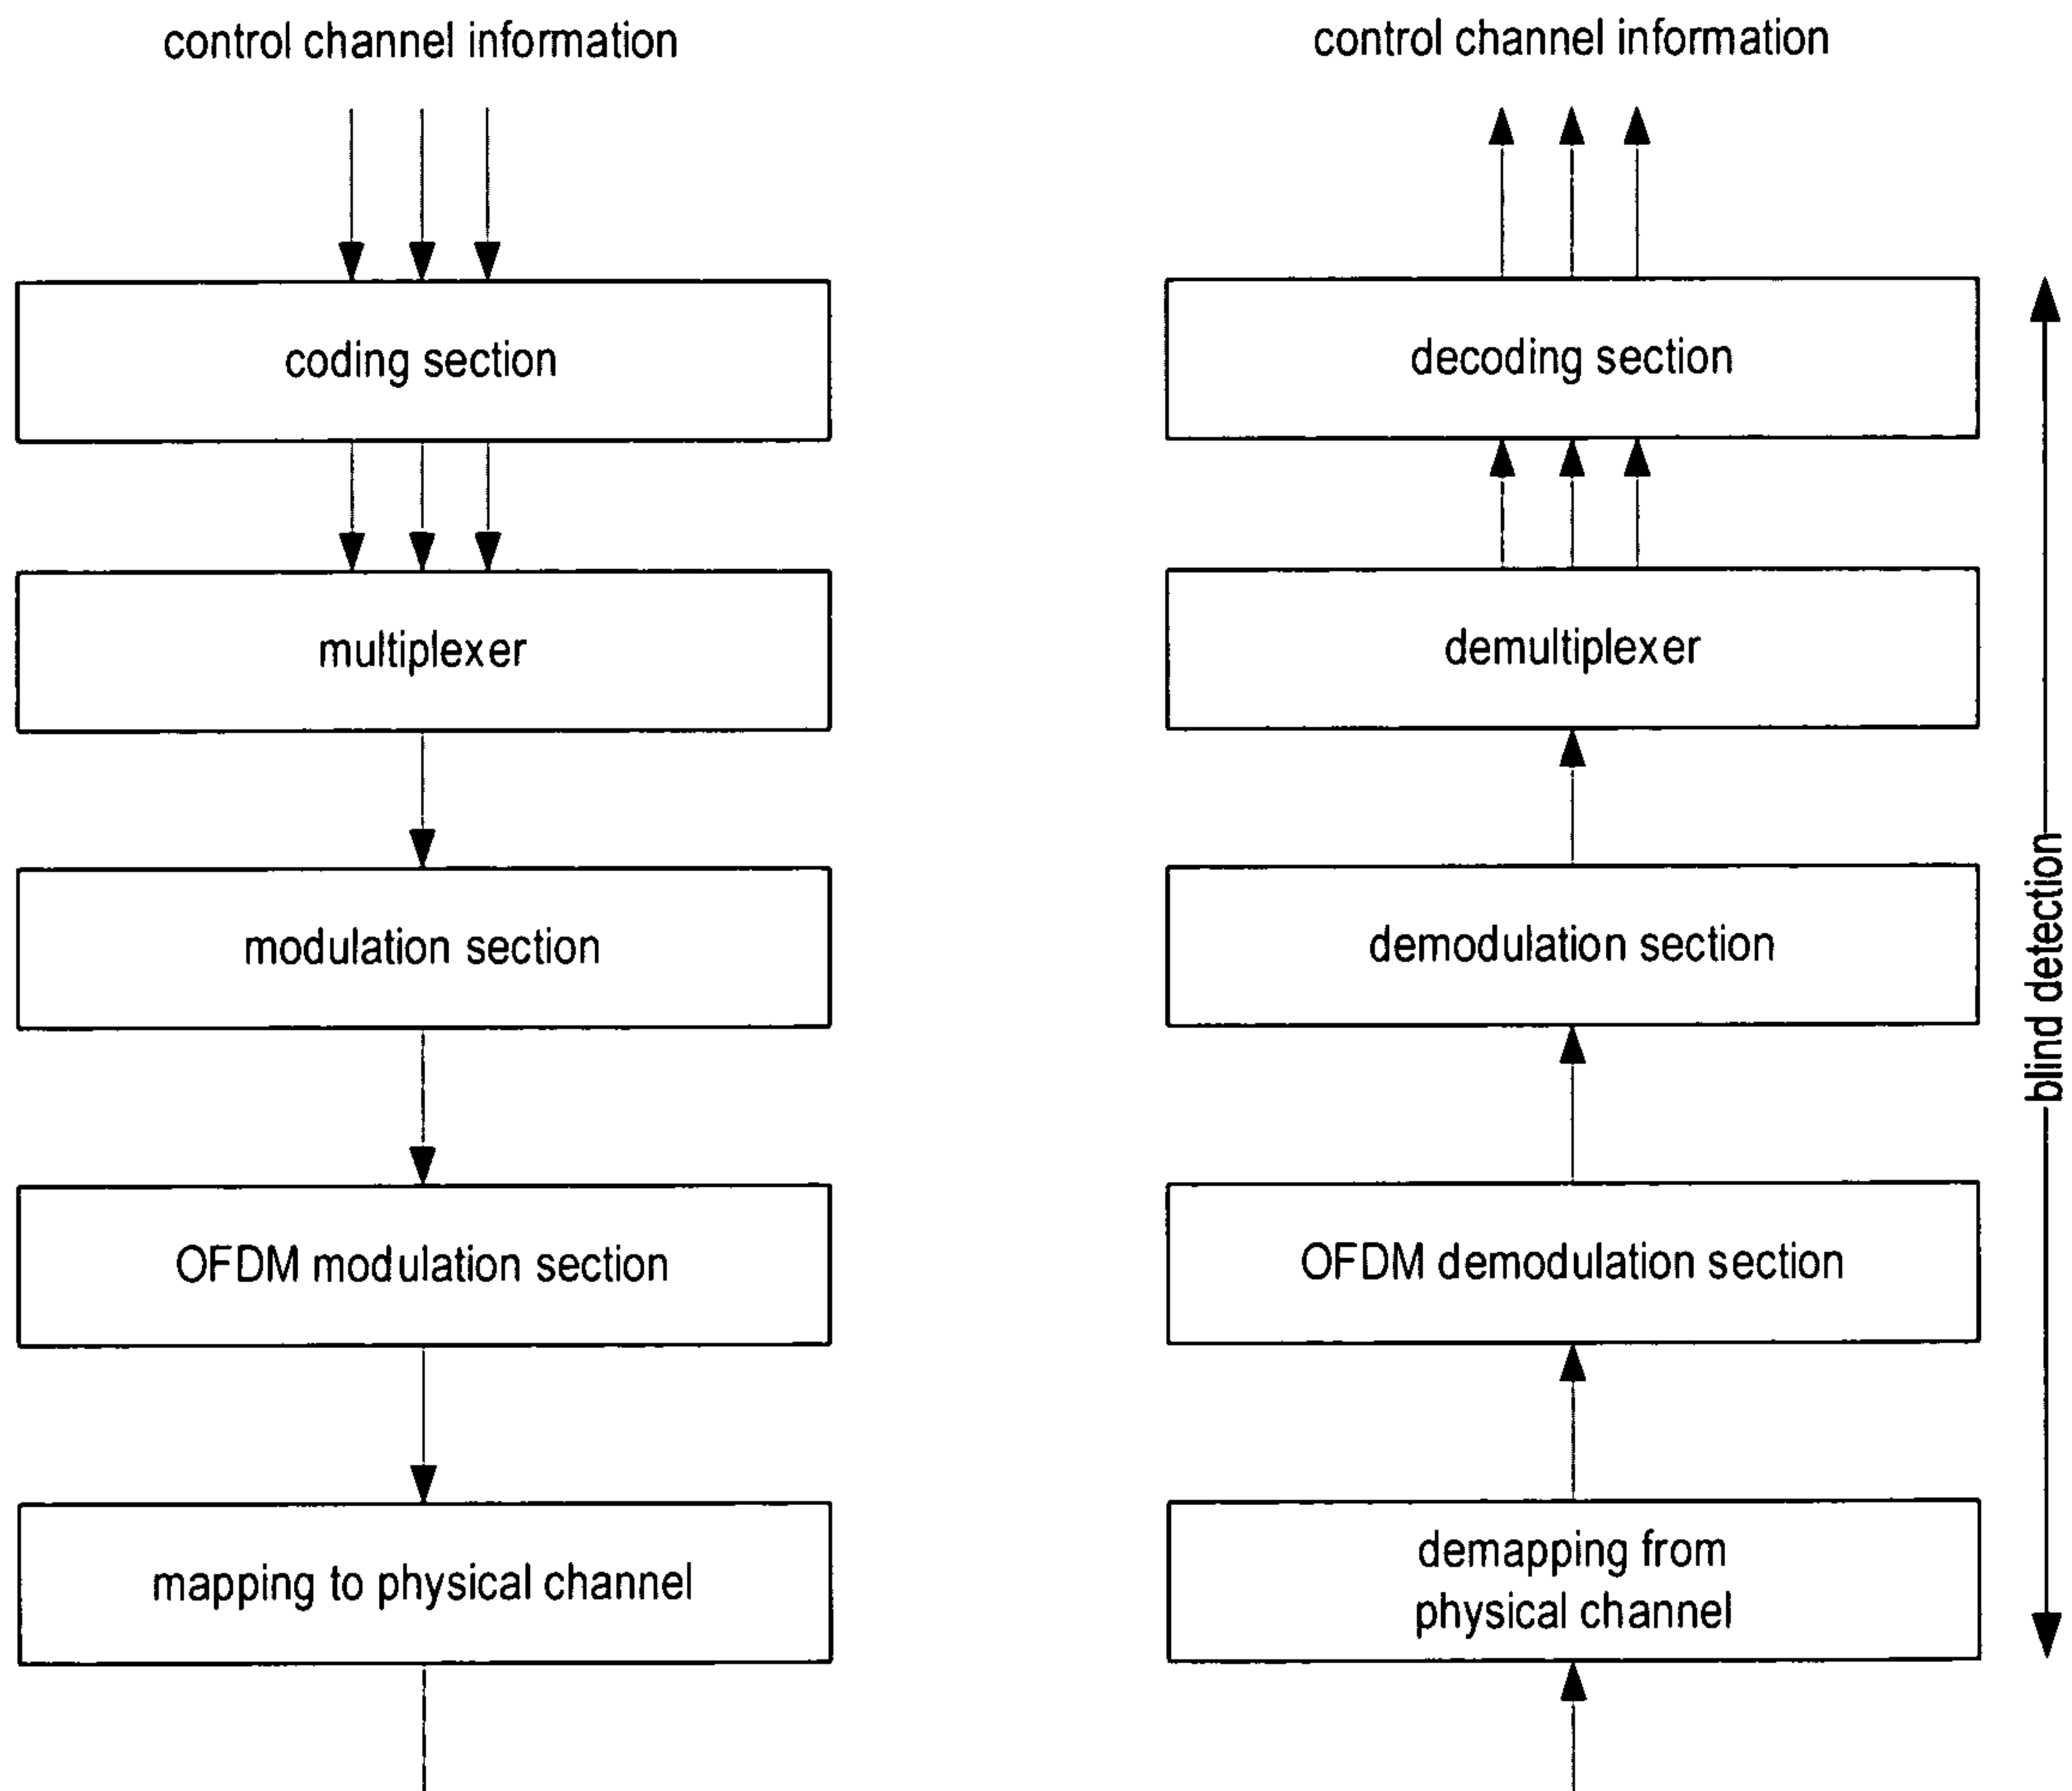 control channel information
coding section
multiplexer
modulation section
OFDM modulation section
mapping to physical channel
control channel information
decoding section
demultiplexer
demodulation section
OFDM demodulation section
demapping from
physical channel
blind detection